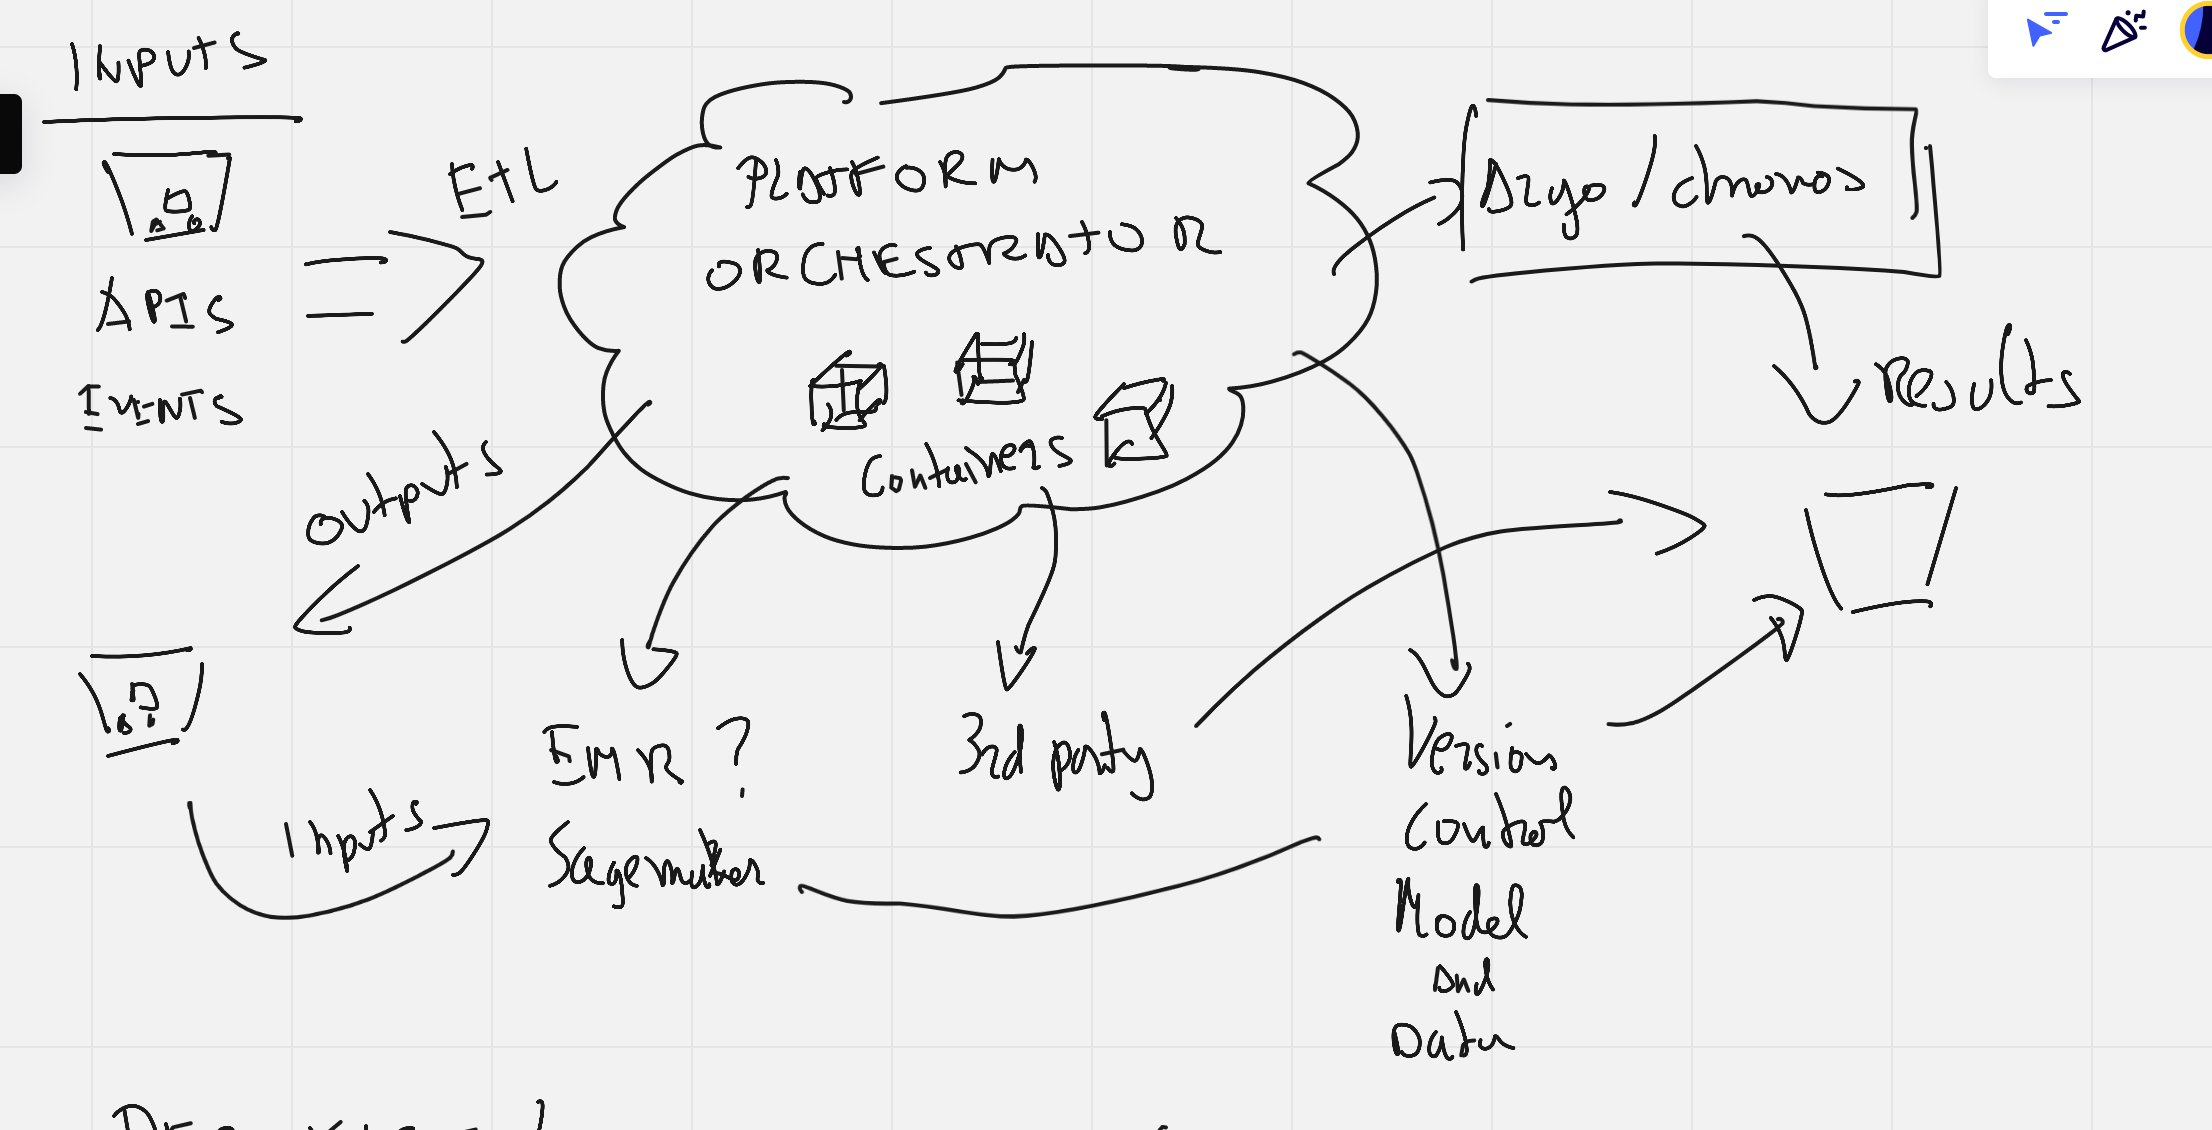 INPUTS
EtL
APIS
EVENTS
PLATFORM
ORCHESTRATOR
Containers
Argo / chronos
Results
outputs
Inputs
EMR ?
Sagemaker
3rd party
Version
Control
Model
and
Data